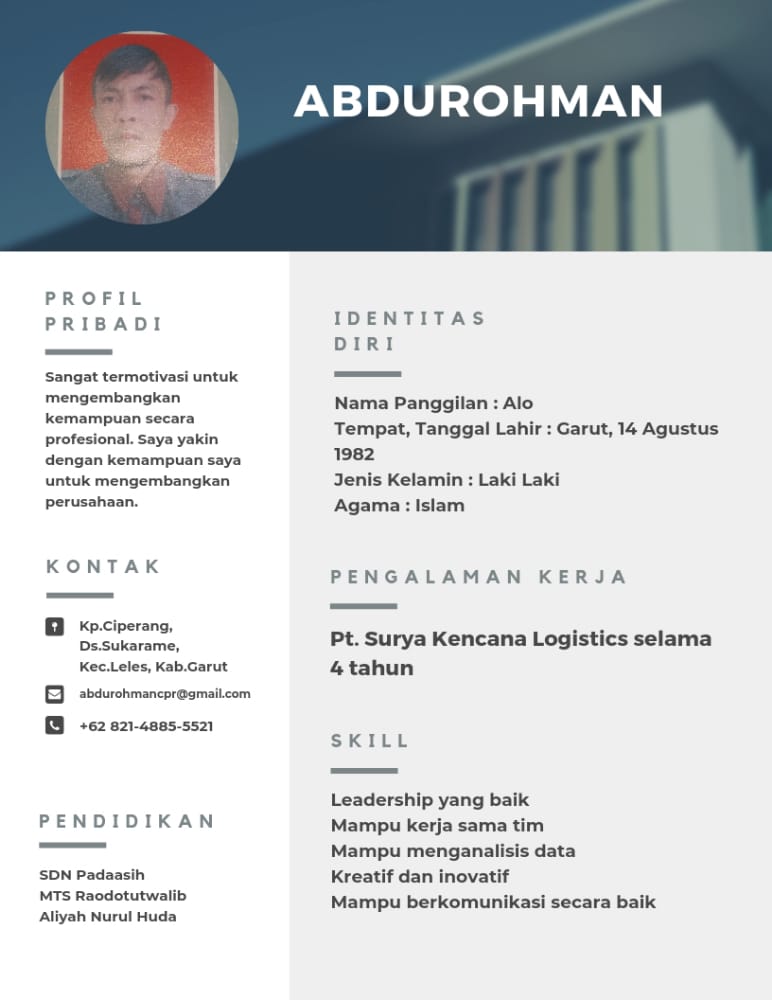 ABDUROHMAN
PROFIL
PRIBADI
Sangat termotivasi untuk
mengembangkan
kemampuan secara
profesional. Saya yakin
dengan kemampuan saya
untuk mengembangkan
perusahaan.
KONTAK
Kp.Ciperang,
Ds.Sukarame,
Kec.Leles, Kab.Garut
abdurohmancpr@gmail.com
+62 821-4885-5521
PENDIDIKAN
SDN Padaasih
MTS Raodotutwalib
Aliyah Nurul Huda
IDENTITAS
DIRI
Nama Panggilan : Alo
Tempat, Tanggal Lahir : Garut, 14 Agustus
1982
Jenis Kelamin : Laki Laki
Agama : Islam
PENGALAMAN KERJA
Pt. Surya Kencana Logistics selama
4 tahun
SKILL
Leadership yang baik
Mampu kerja sama tim
Mampu menganalisis data
Kreatif dan inovatif
Mampu berkomunikasi secara baik